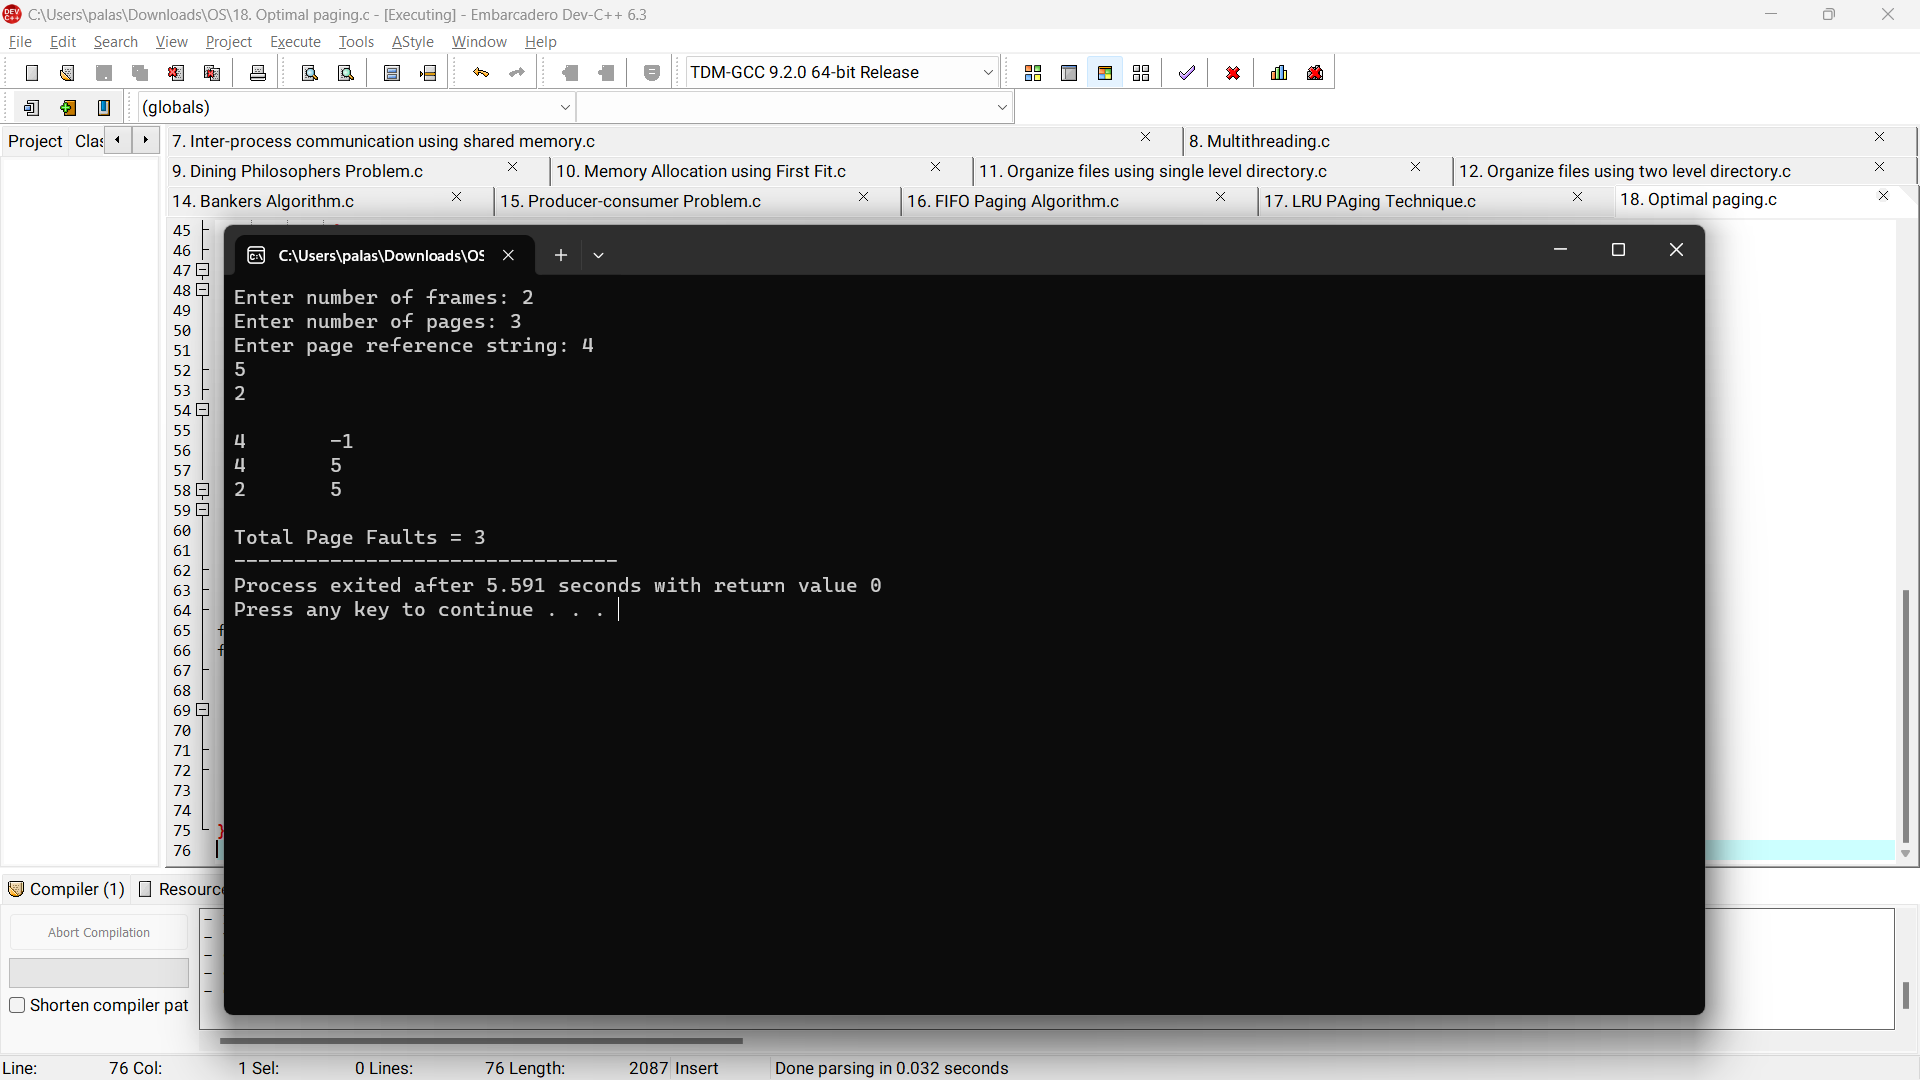 C:\Users\palas\Downloads\OS\18. Optimal paging.c - [Executing] - Embarcadero Dev-C++ 6.3
File Edit Search View Project Execute Tools AStyle Window Help
TDM-GCC 9.2.0 64-bit Release
(globals)
Project Clas
7. Inter-process communication using shared memory.c 8. Multithreading.c
9. Dining Philosophers Problem.c 10. Memory Allocation using First Fit.c 11. Organize files using single level directory.c 12. Organize files using two level directory.c
14. Bankers Algorithm.c 15. Producer-consumer Problem.c 16. FIFO Paging Algorithm.c 17. LRU PAging Technique.c 18. Optimal paging.c
45
46
47
48
49
50
51
52
53
54
55
56
57
58
59
60
61
62
63
64
65 f
66 f
67
68
69
70
71
72
73
74
75 }
76
C:\Users\palas\Downloads\OS
Enter number of frames: 2
Enter number of pages: 3
Enter page reference string: 4
5
2
4 -1
4 5
2 5
Total Page Faults = 3
--------------------------------
Process exited after 5.591 seconds with return value 0
Press any key to continue . . .
Compiler (1) Resourc
Abort Compilation
Shorten compiler pat
-
-
-
-
-
Line: 76 Col: 1 Sel: 0 Lines: 76 Length: 2087 Insert Done parsing in 0.032 seconds